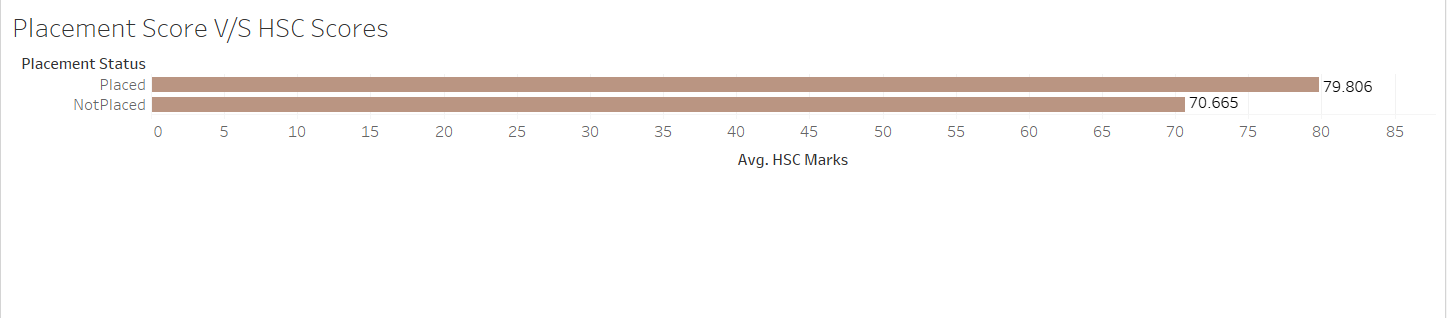 Placement Score V/S HSC Scores
Placement Status
Placed 79.806
NotPlaced 70.665
0 5 10 15 20 25 30 35 40 45 50 55 60 65 70 75 80 85
Avg. HSC Marks